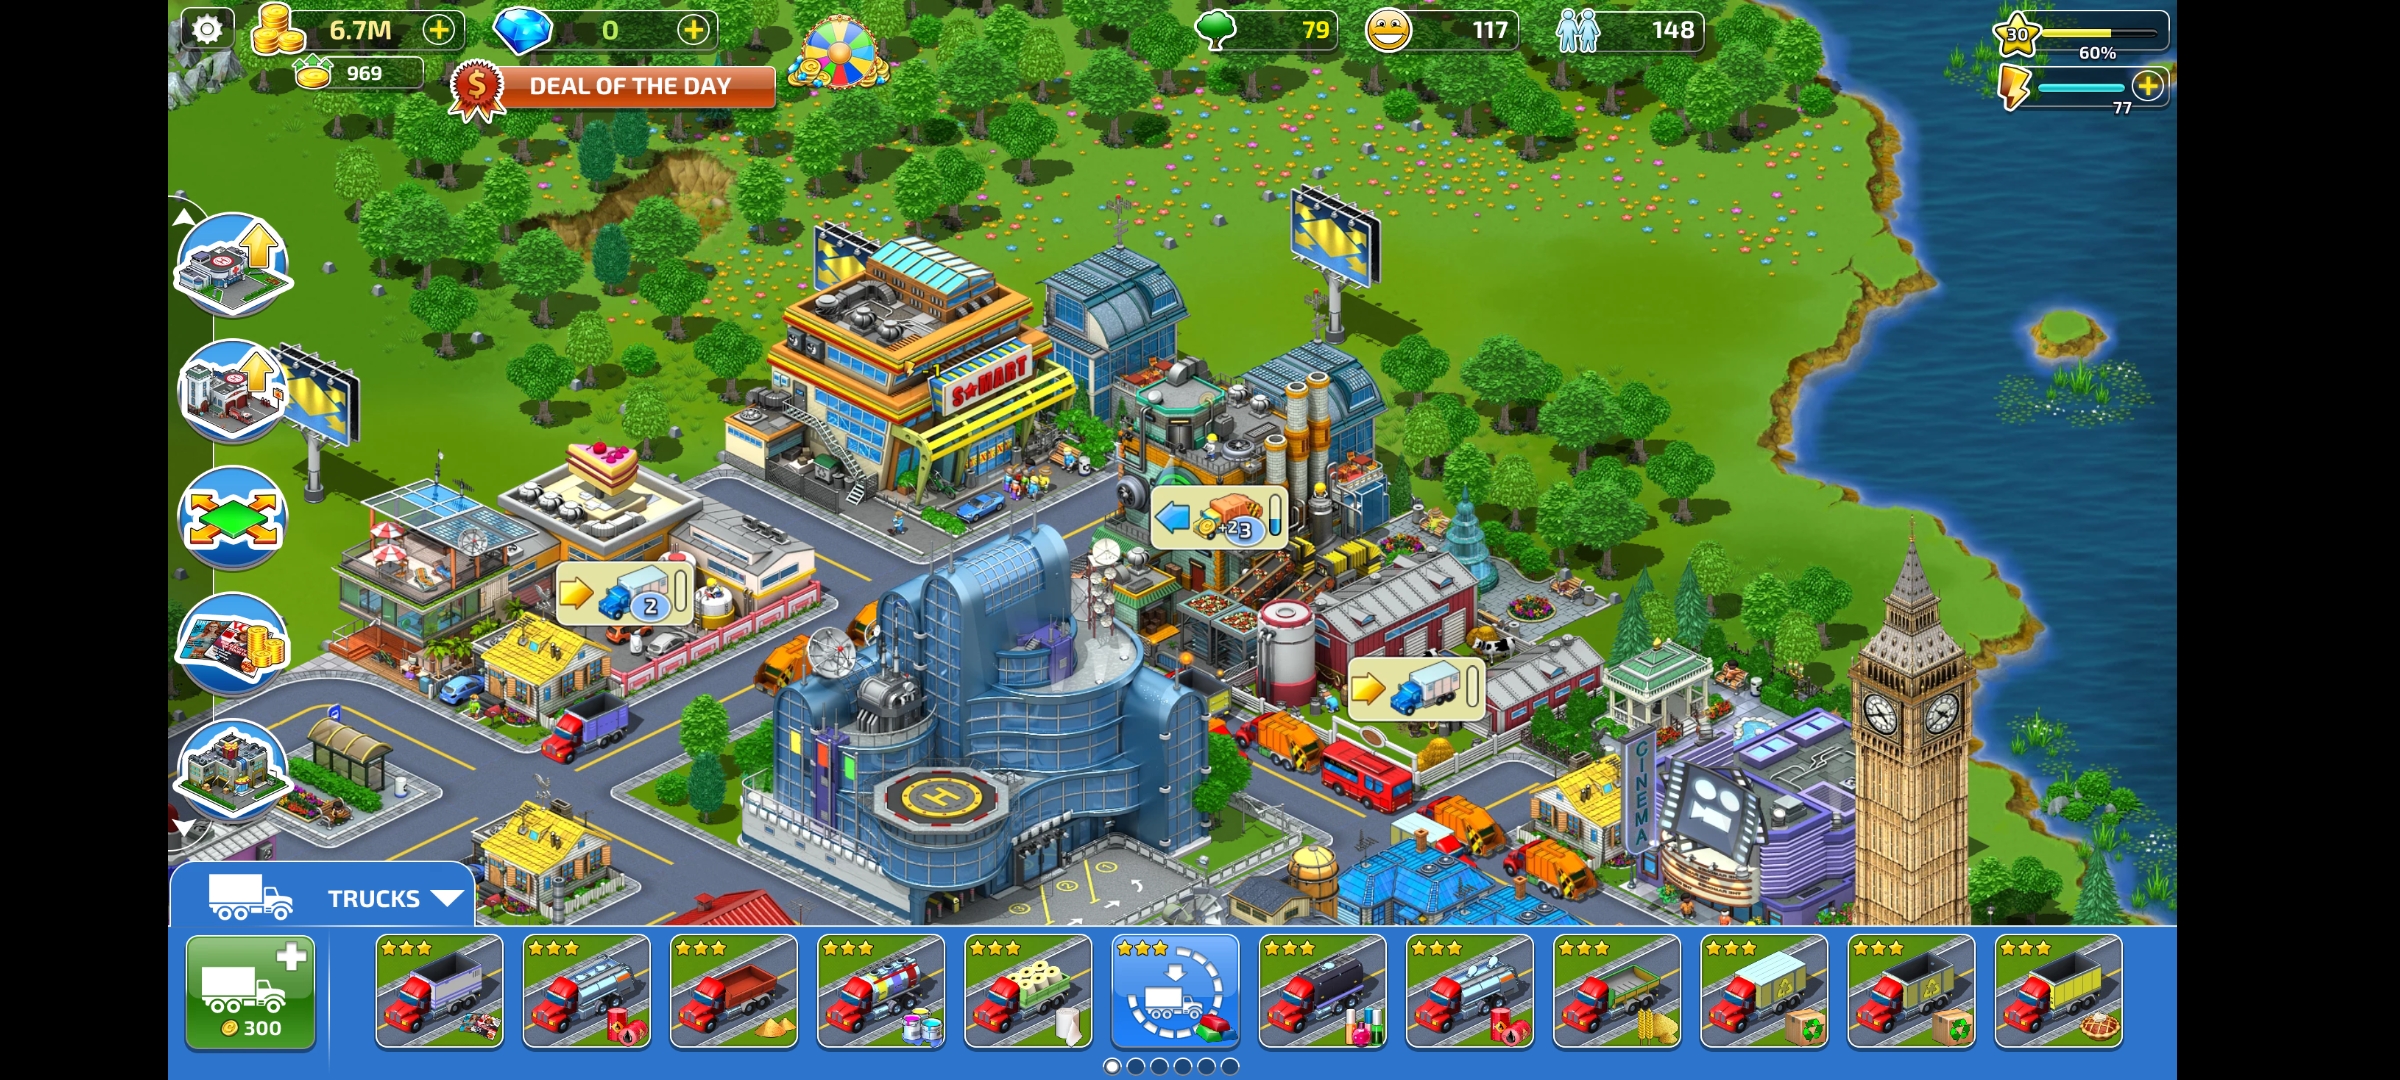 6.7M
0
79
117
148
30
60%
969
DEAL OF THE DAY
77
-1
S★MART
+23
2
CINEMA
H
TRUCKS
300